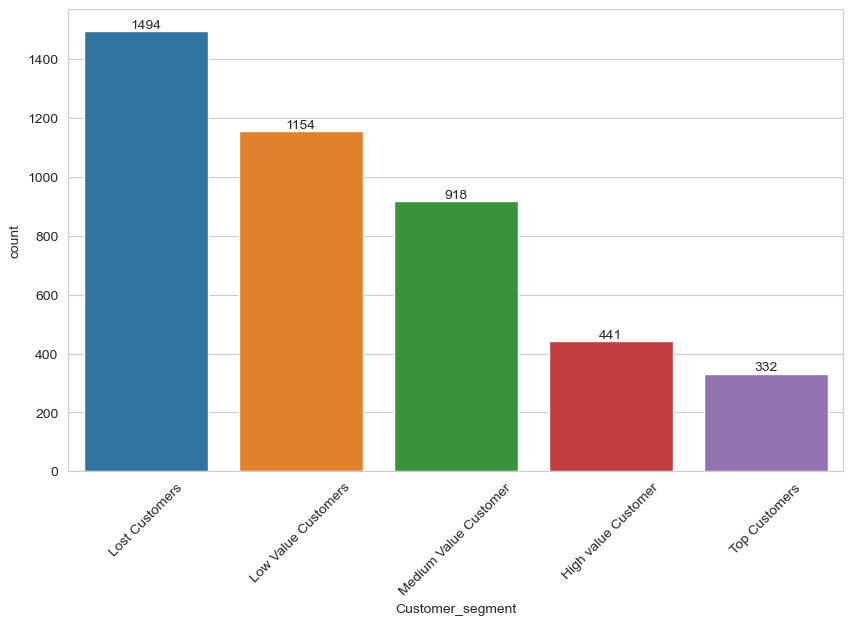 1494
1400
1154
1200
918
1000
800
count
600
441
332
400
200
0
Lost Customers
Low Value Customers
Medium Value Customer
High value Customer
Top Customers
Customer_segment